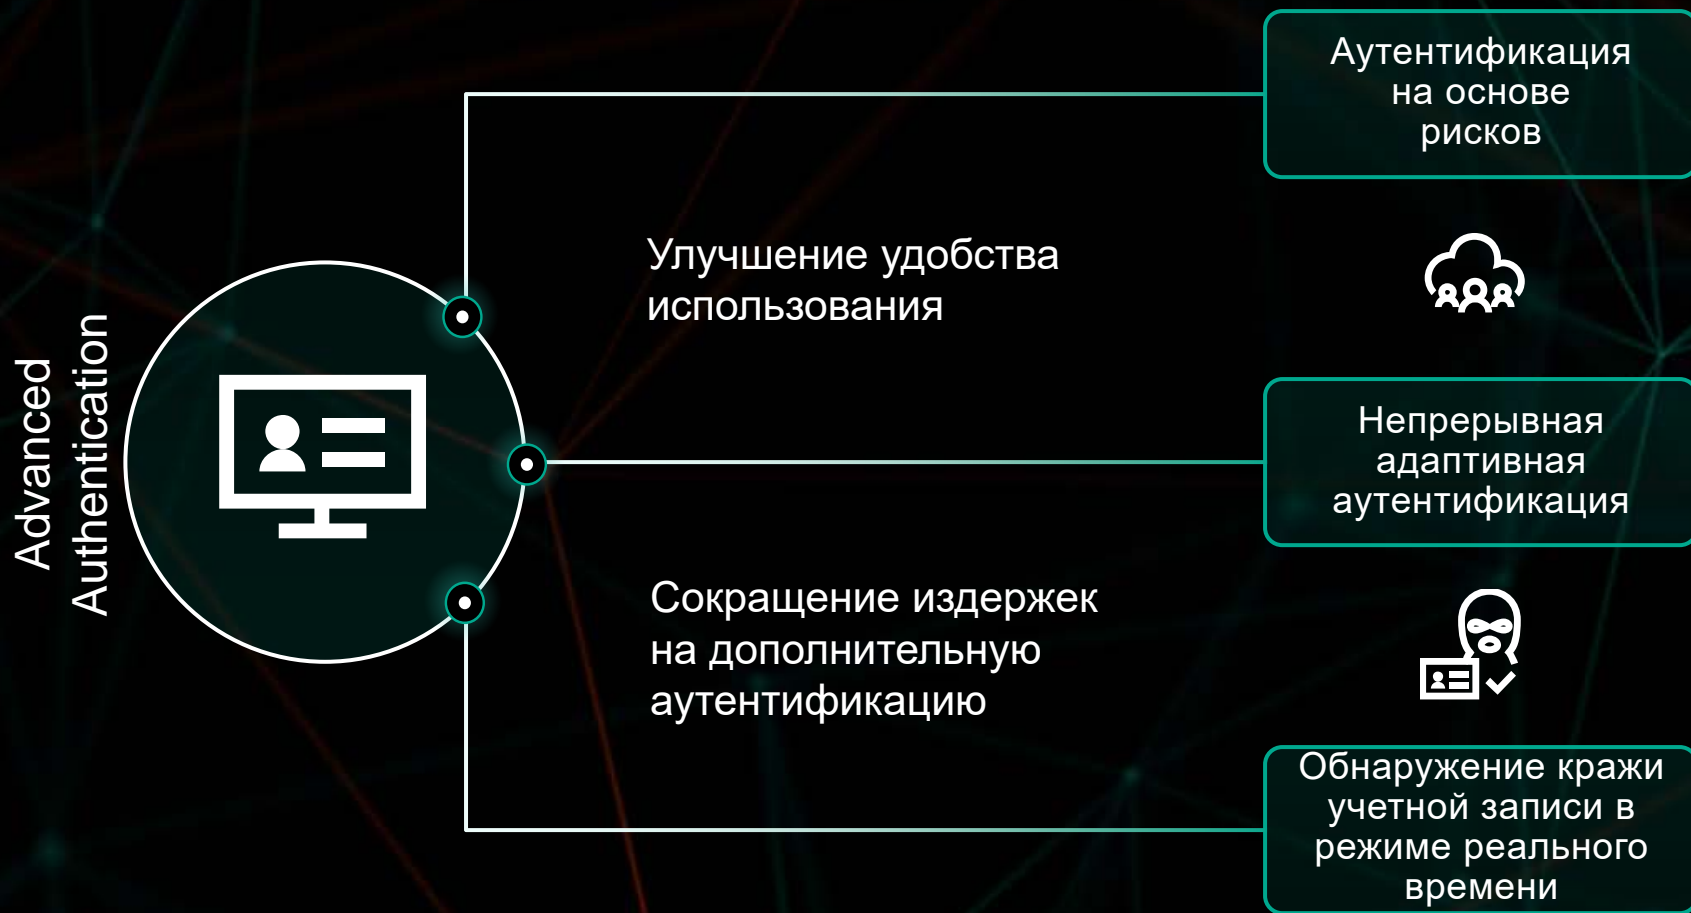 Advanced
Authentication
Аутентификация
на основе
рисков
Улучшение удобства
использования
Непрерывная
адаптивная
аутентификация
Сокращение издержек
на дополнительную
аутентификацию
Обнаружение кражи
учетной записи в
режиме реального
времени